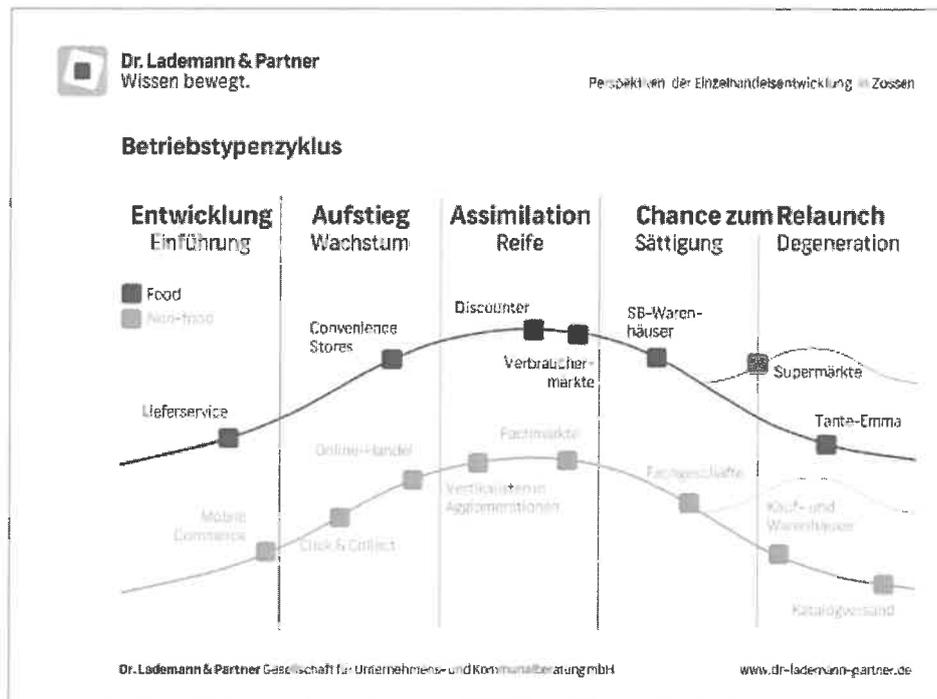 Dr. Lademann & Partner
Wissen bewegt.
Perspektiven der Einzelhandelsentwicklung in Zossen
Betriebstypenzyklus
Entwicklung Aufstieg Assimilation Chance zum Relaunch
Einführung Wachstum Reife Sättigung Degeneration
Food
Non-food
Lieferservice
Convenience
Stores
Discounter
Verbraucher-
märkte
SB-Waren-
häuser
Supermärkte
Tante-Emma
Mobile
Commerce
Click & Collect
Online-Handel
Fachmärkte
Agglomerationen
Fachgeschäfte
Kauf- und
Warenhäuser
Katalogversand
Dr. Lademann & Partner Gesellschaft für Unternehmens- und Kommunalberatung mbH
www.dr-lademann-partner.de